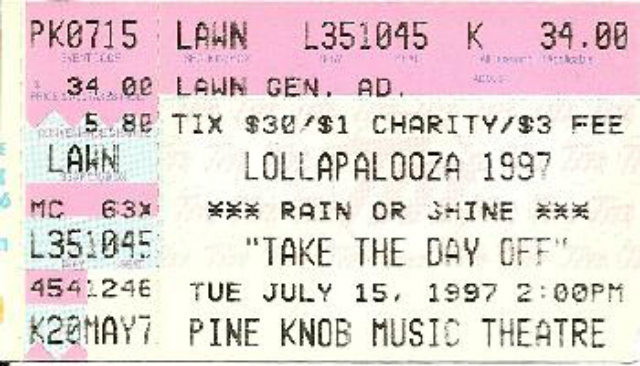 PK0715 LAWN L351045 K 34.00
34.00 LAWN GEN. AD.
5.80 TIX $30/$1 CHARITY/$3 FEE
LAWN LOLLAPALOOZA 1997
MC 63X *** RAIN OR SHINE ***
L351045 "TAKE THE DAY OFF"
4541246 TUE JULY 15, 1997 2:00PM
K20MAY7 PINE KNOB MUSIC THEATRE